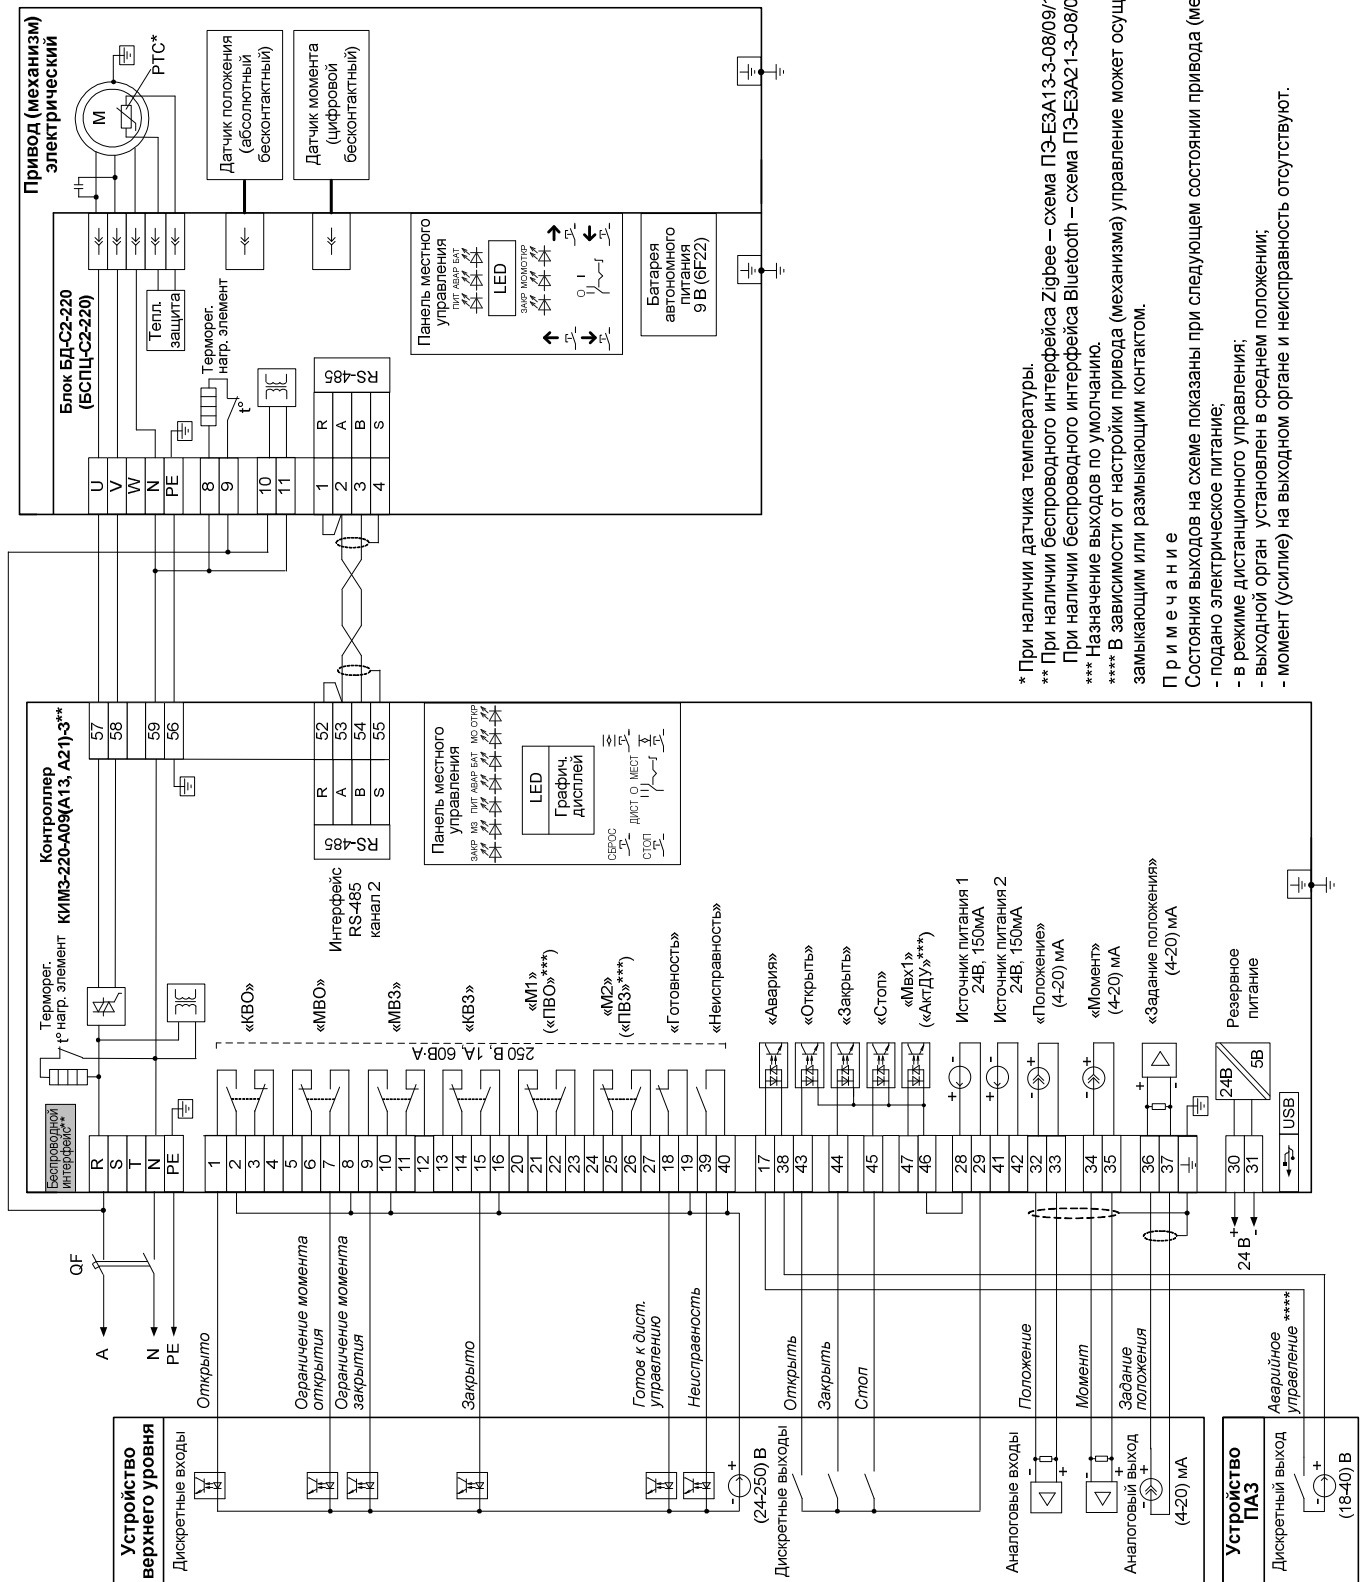 Устройство
верхнего уровня
Дискретные входы
(24-250) В
-
+
Дискретные выходы
Аналоговые входы
-
+
-
+
Аналоговый выход
-
+
(4-20) мА
Устройство
ПАЗ
Дискретный выход
-
+
(18-40) В
A
N
PE
QF
Открыто
Ограничение момента
открытия
Ограничение момента
закрытия
Закрыто
Готов к дист.
управлению
Неисправность
Открыть
Закрыть
Стоп
Положение
Момент
Задание
положения
Аварийное
управление ****
24 В
+
-
Контроллер
КИМ3-220-А09(А13, А21)-3**
Беспроводной
интерфейс**
Терморег.
t° нагр. элемент
R
S
T
N
PE
1
2
3
4
5
6
7
8
9
10
11
12
13
14
15
16
20
21
22
23
24
25
26
27
18
19
39
40
17
38
43
44
45
47
46
28
29
41
42
32
33
34
35
36
37
30
31
USB
250 В, 1А, 60В·А
«КВО»
«МВО»
«МВЗ»
«КВЗ»
«М1»
(«ПВО»***)
«М2»
(«ПВЗ»***)
«Готовность»
«Неисправность»
«Авария»
«Открыть»
«Закрыть»
«Стоп»
«Мвх1»
(«АктДУ»***)
+
-
Источник питания 1
24В, 150мА
+
-
Источник питания 2
24В, 150мА
-
+
«Положение»
(4-20) мА
-
+
«Момент»
(4-20) мА
+
-
«Задание положения»
(4-20) мА
24В
5В
Резервное
питание
57
58
59
56
Интерфейс
RS-485
канал 2
RS-485
R
A
B
S
52
53
54
55
Панель местного
управления
ЗАКР МЗ ПИТ АВАР БАТ МО ОТКР
LED
Графич.
дисплей
СБРОС
СТОП
ДИСТ О МЕСТ
Привод (механизм)
электрический
Блок БД-С2-220
(БСПЦ-С2-220)
U
V
W
N
PE
8
9
10
11
1
2
3
4
R
A
B
S
RS-485
Тепл.
защита
Терморег.
нагр. элемент
t°
M
РТС*
Датчик положения
(абсолютный
бесконтактный)
Датчик момента
(цифровой
бесконтактный)
Панель местного
управления
ПИТ АВАР БАТ
LED
ЗАКР МОМ ОТКР
О I
Батарея
автономного
питания
9 В (6F22)
* При наличии датчика температуры.
** При наличии беспроводного интерфейса Zigbee – схема ПЭ-Е3А13-3-08/09/
При наличии беспроводного интерфейса Bluetooth – схема ПЭ-Е3А21-3-08/0
*** Назначение выходов по умолчанию.
**** В зависимости от настройки привода (механизма) управление может осущ
замыкающим или размыкающим контактом.
П р и м е ч а н и е
Состояния выходов на схеме показаны при следующем состоянии привода (ме
- подано электрическое питание;
- в режиме дистанционного управления;
- выходной орган установлен в среднем положении;
- момент (усилие) на выходном органе и неисправность отсутствуют.